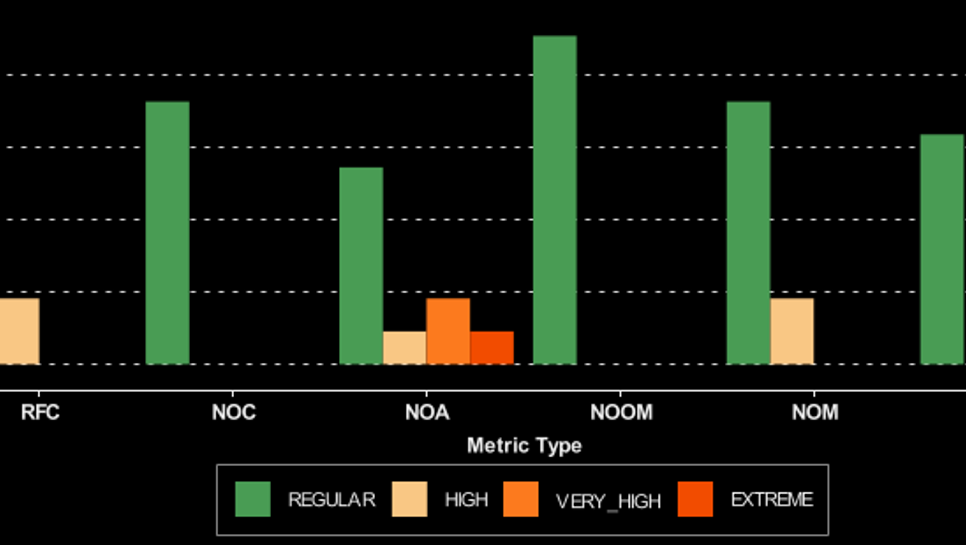 RFC NOC NOA NOOM NOM
Metric Type
REGULAR HIGH VERY_HIGH EXTREME